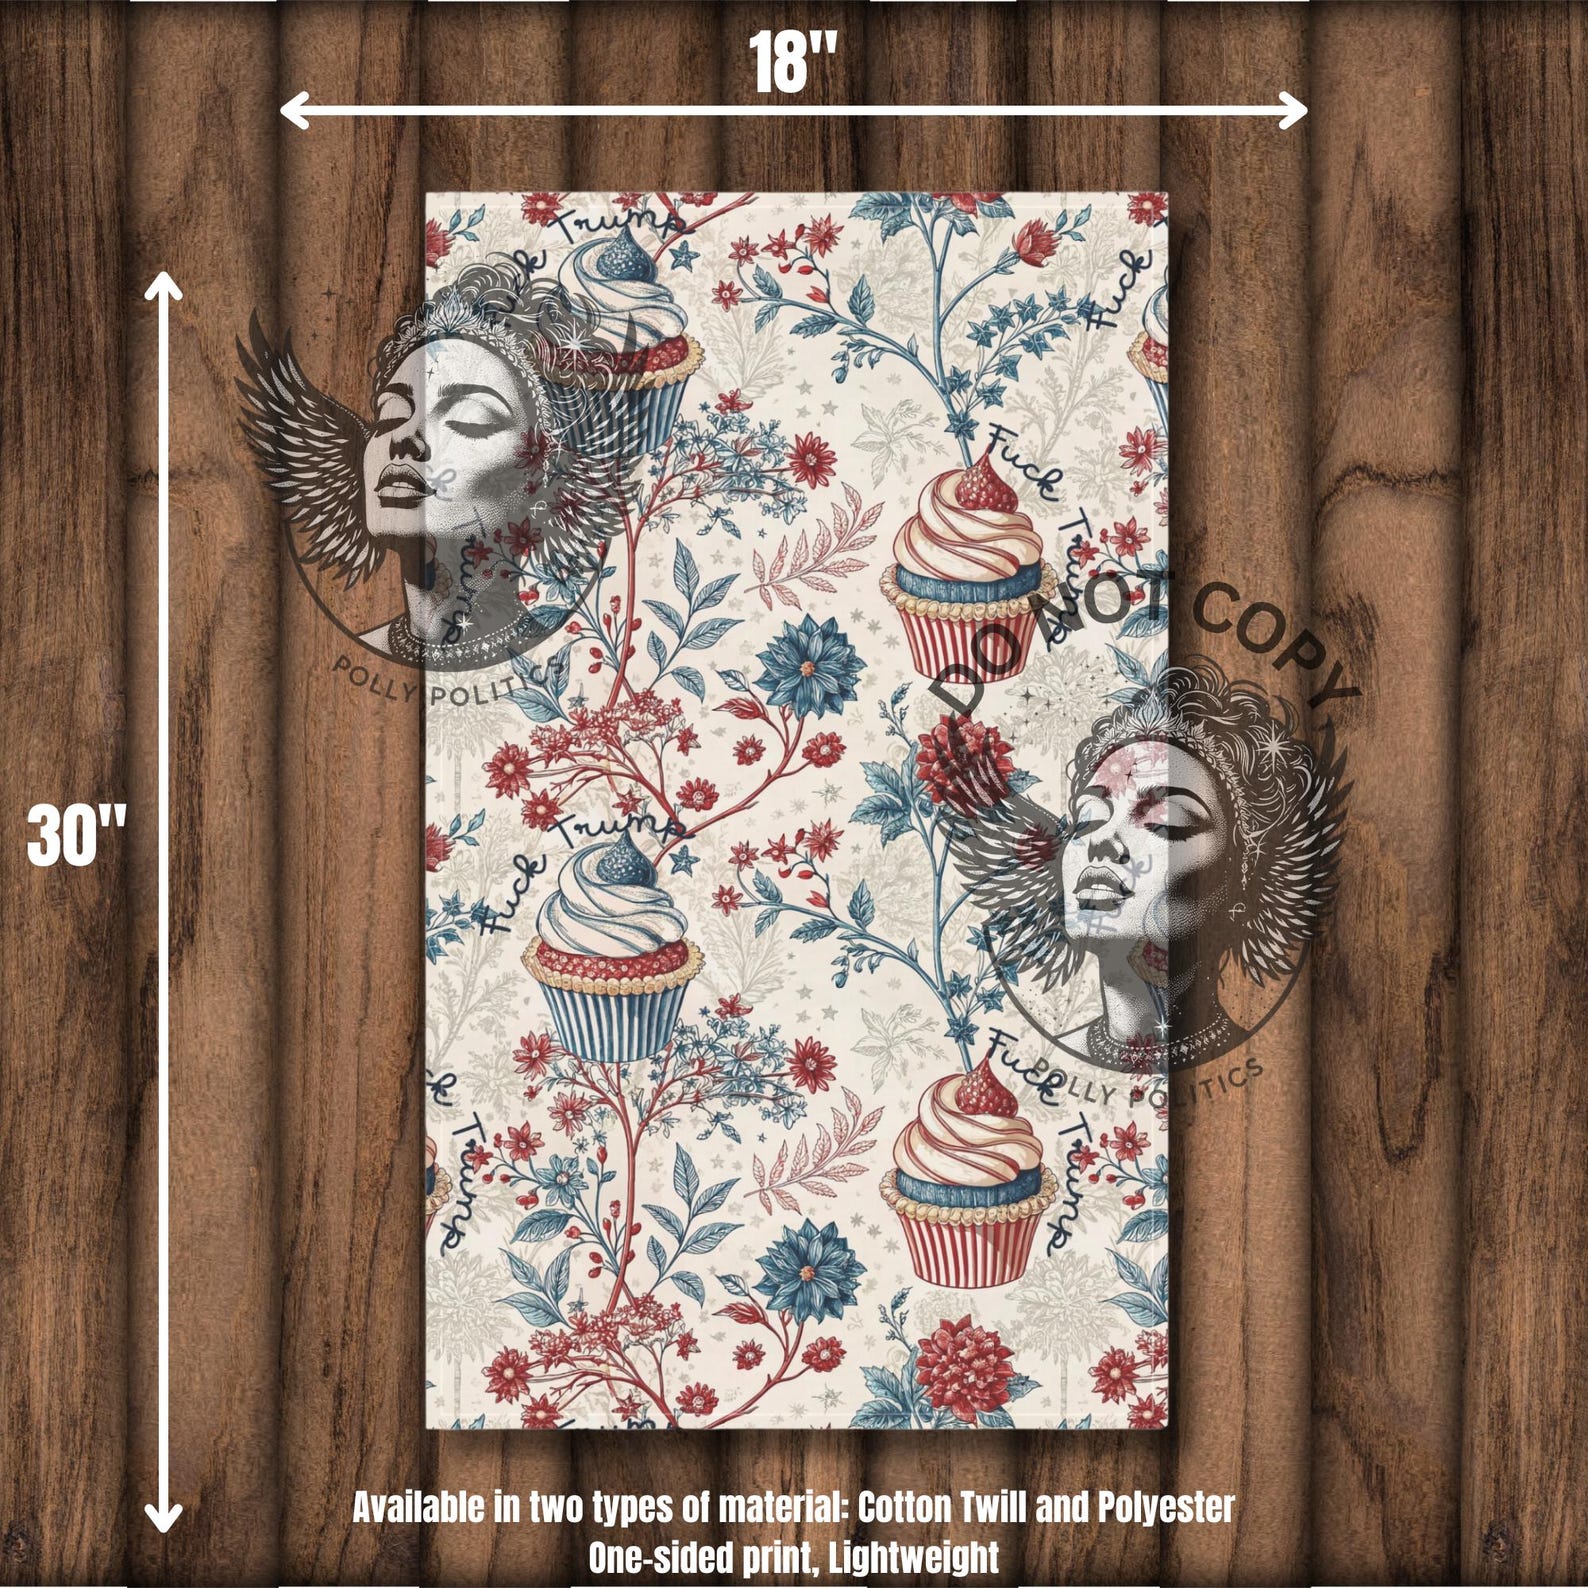 18"
30"
Trump
Fuck
Fuck
Fuck
Trump
Trump
POLLY POLITICS
DO NOT COPY
Trump
Fuck
Fuck
Fuck
Trump
Trump
POLLY POLITICS
Available in two types of material: Cotton Twill and Polyester
One-sided print, Lightweight